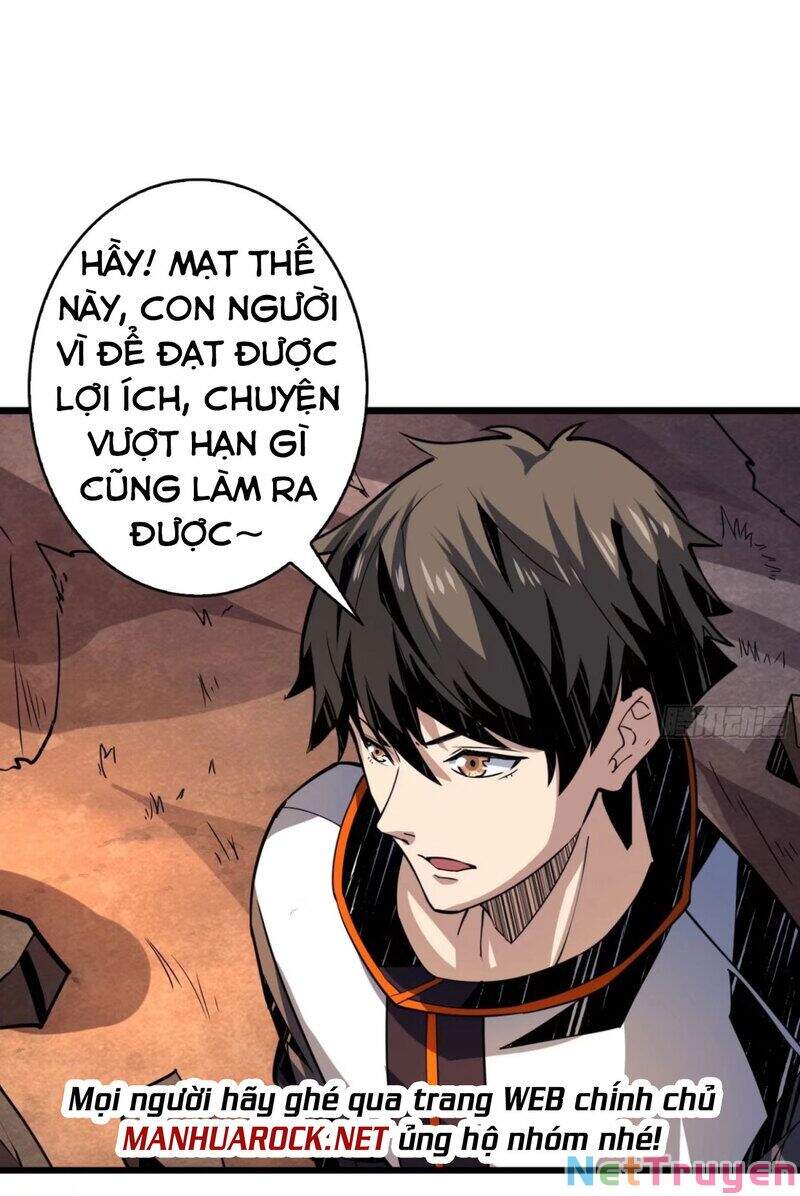 HẦY! MẠT THẾ
NÀY, CON NGƯỜI
VÌ ĐỂ ĐẠT ĐƯỢC
LỢI ÍCH, CHUYỆN
VƯỢT HẠN GÌ
CŨNG LÀM RA
ĐƯỢC~
Mọi người hãy ghé qua trang WEB chính chủ
MANHUAROCK.NET ủng hộ nhóm nhé!
NetTruyen